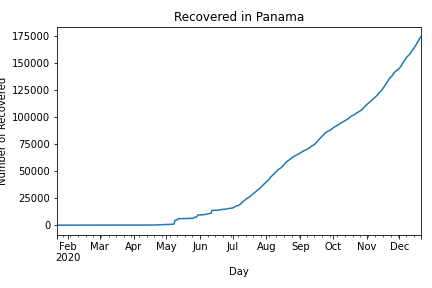 Recovered in Panama
175000
150000
125000
100000
75000
50000
25000
0
Number of Recovered
Feb Mar Apr May Jun Jul Aug Sep Oct Nov Dec
2020
Day